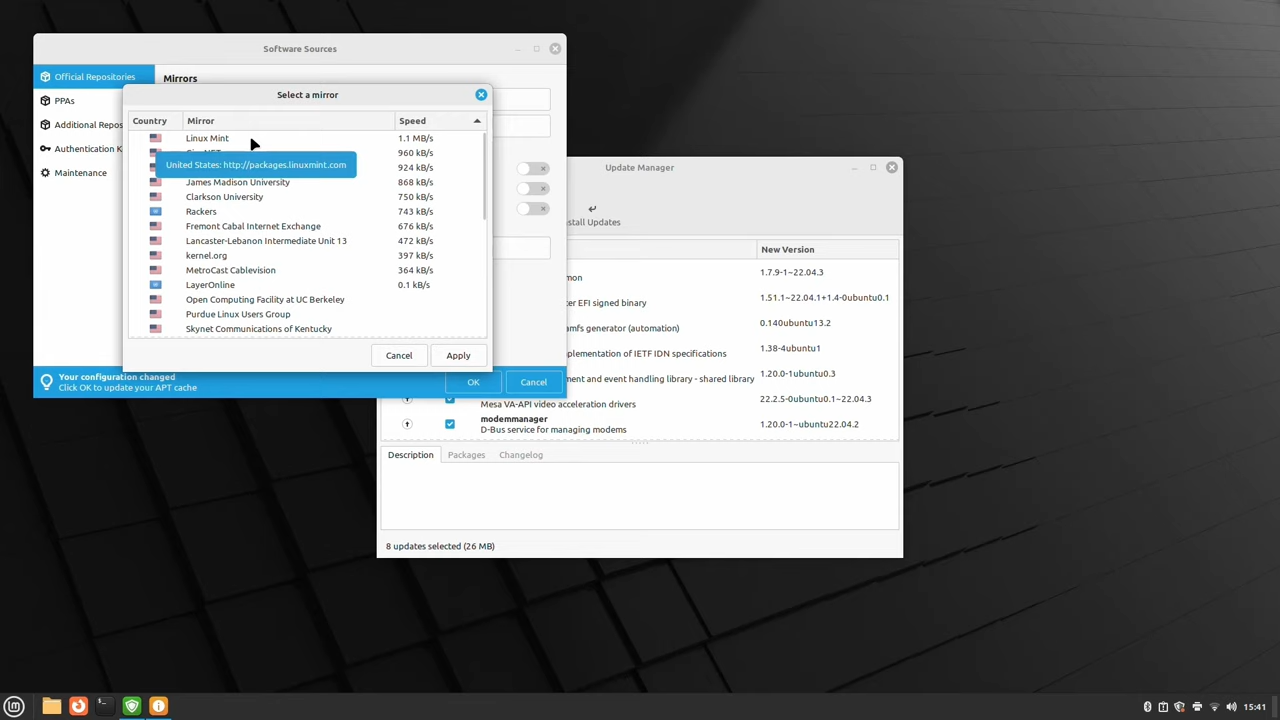 Software Sources
Official Repositories
PPAs
Additional Repos
Authentication K
Maintenance
Mirrors
Select a mirror
Country Mirror Speed
Linux Mint 1.1 MB/s
960 kB/s
United States: http://packages.linuxmint.com
924 kB/s
James Madison University 868 kB/s
Clarkson University 750 kB/s
Rackers 743 kB/s
Fremont Cabal Internet Exchange 676 kB/s
Lancaster-Lebanon Intermediate Unit 13 472 kB/s
kernel.org 397 kB/s
MetroCast Cablevision 364 kB/s
LayerOnline 0.1 kB/s
Open Computing Facility at UC Berkeley
Purdue Linux Users Group
Skynet Communications of Kentucky
Cancel Apply
Your configuration changed
Click OK to update your APT cache
OK Cancel
Update Manager
stall Updates
New Version
mon 1.7.9-1~22.04.3
ter EFI signed binary 1.51.1~22.04.1+1.4-0ubuntu0.1
amfs generator (automation) 0.140ubuntu13.2
plementation of IETF IDN specifications 1.38-4ubuntu1
ment and event handling library - shared library 1.20.0-1ubuntu0.3
Mesa VA-API video acceleration drivers 22.2.5-0ubuntu0.1~22.04.3
modemmanager
D-Bus service for managing modems 1.20.0-1~ubuntu22.04.2
Description Packages Changelog
8 updates selected (26 MB)
15:41